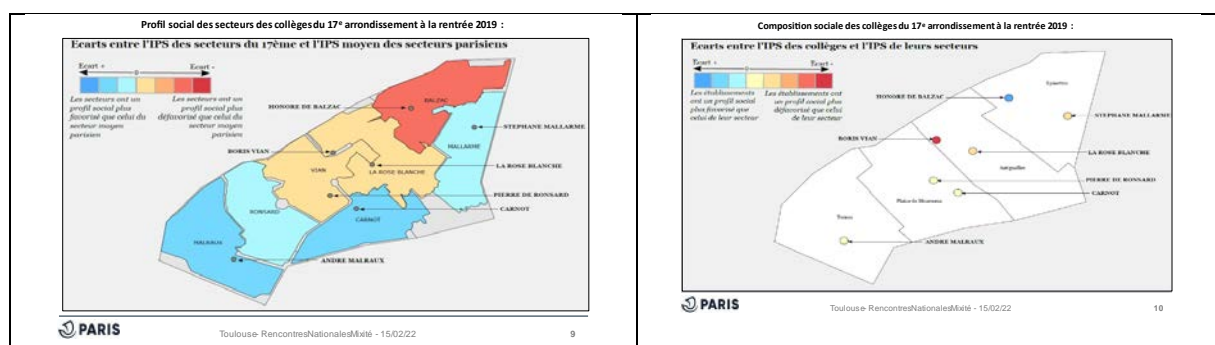 Profil social des secteurs des collèges du 17e arrondissement à la rentrée 2019 :
Ecarts entre l'IPS des secteurs du 17ème et l'IPS moyen des secteurs parisiens
Ecart +
0
Ecart -
Les secteurs ont un profil social plus favorisé que celui du secteur moyen parisien
Les secteurs ont un profil social plus défavorisé que celui du secteur moyen parisien
HONORE DE BALZAC
BALZAC
STEPHANE MALLARME
MALLARME
BORIS VIAN
LA ROSE BLANCHE
VIAN
LA ROSE BLANCHE
PIERRE DE RONSARD
RONSARD
CARNOT
CARNOT
MALRAUX
ANDRE MALRAUX
PARIS
Toulouse- RencontresNationalesMixité - 15/02/22
9
Composition sociale des collèges du 17e arrondissement à la rentrée 2019 :
Ecarts entre l'IPS des collèges et l'IPS de leurs secteurs
Ecart +
0
Ecart -
Les établissements ont un profil social plus favorisé que celui de leur secteur
Les établissements ont un profil social plus défavorisé que celui de leur secteur
Epinettes
HONORE DE BALZAC
STEPHANE MALLARME
BORIS VIAN
LA ROSE BLANCHE
Batignolles
PIERRE DE RONSARD
Plaine de Monceaux
CARNOT
Ternes
ANDRE MALRAUX
PARIS
Toulouse- RencontresNationalesMixité - 15/02/22
10